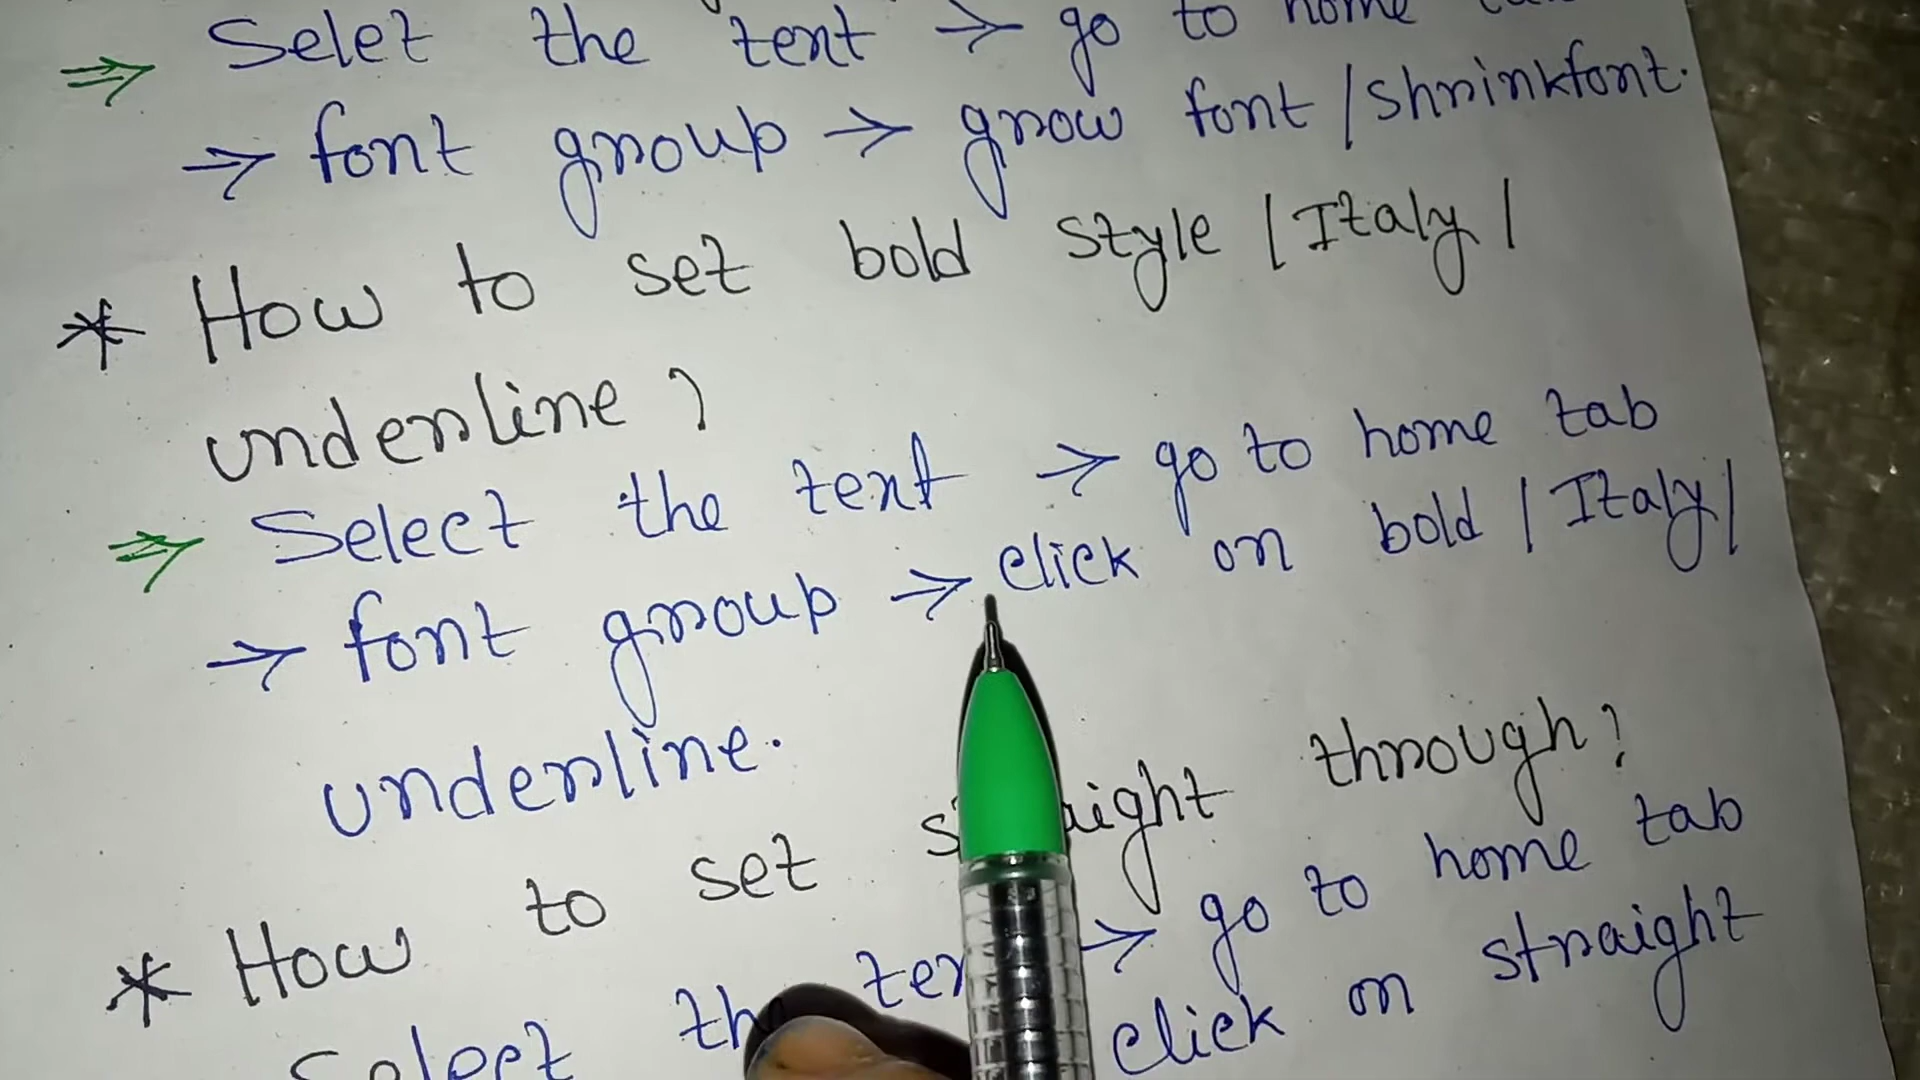 ⇒ Selet the text → go to home
→ font group → grow font / Shrinkfont.
* How to set bold style / Italy /
underline?
⇒ Select the text → go to home tab
→ font group → click on bold / Italy /
underline.
* How to set through?
Select the → go to home tab
click on straight